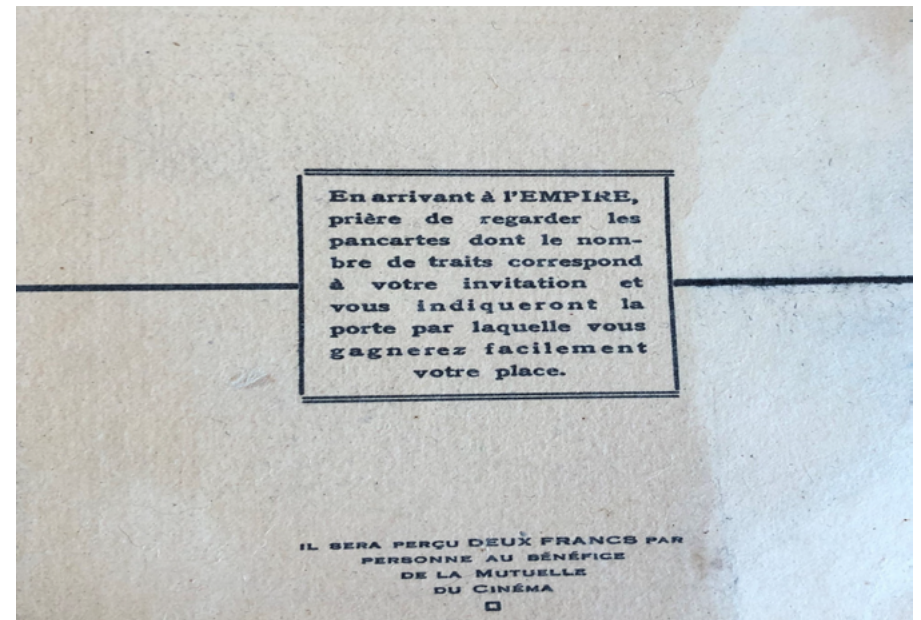 En arrivant à l'EMPIRE,
prière de regarder les
pancartes dont le nom-
bre de traits correspond
à votre invitation et
vous indiqueront la
porte par laquelle vous
gagnerez facilement
votre place.
IL SERA PERÇU DEUX FRANCS PAR
PERSONNE AU BÉNÉFICE
DE LA MUTUELLE
DU CINÉMA